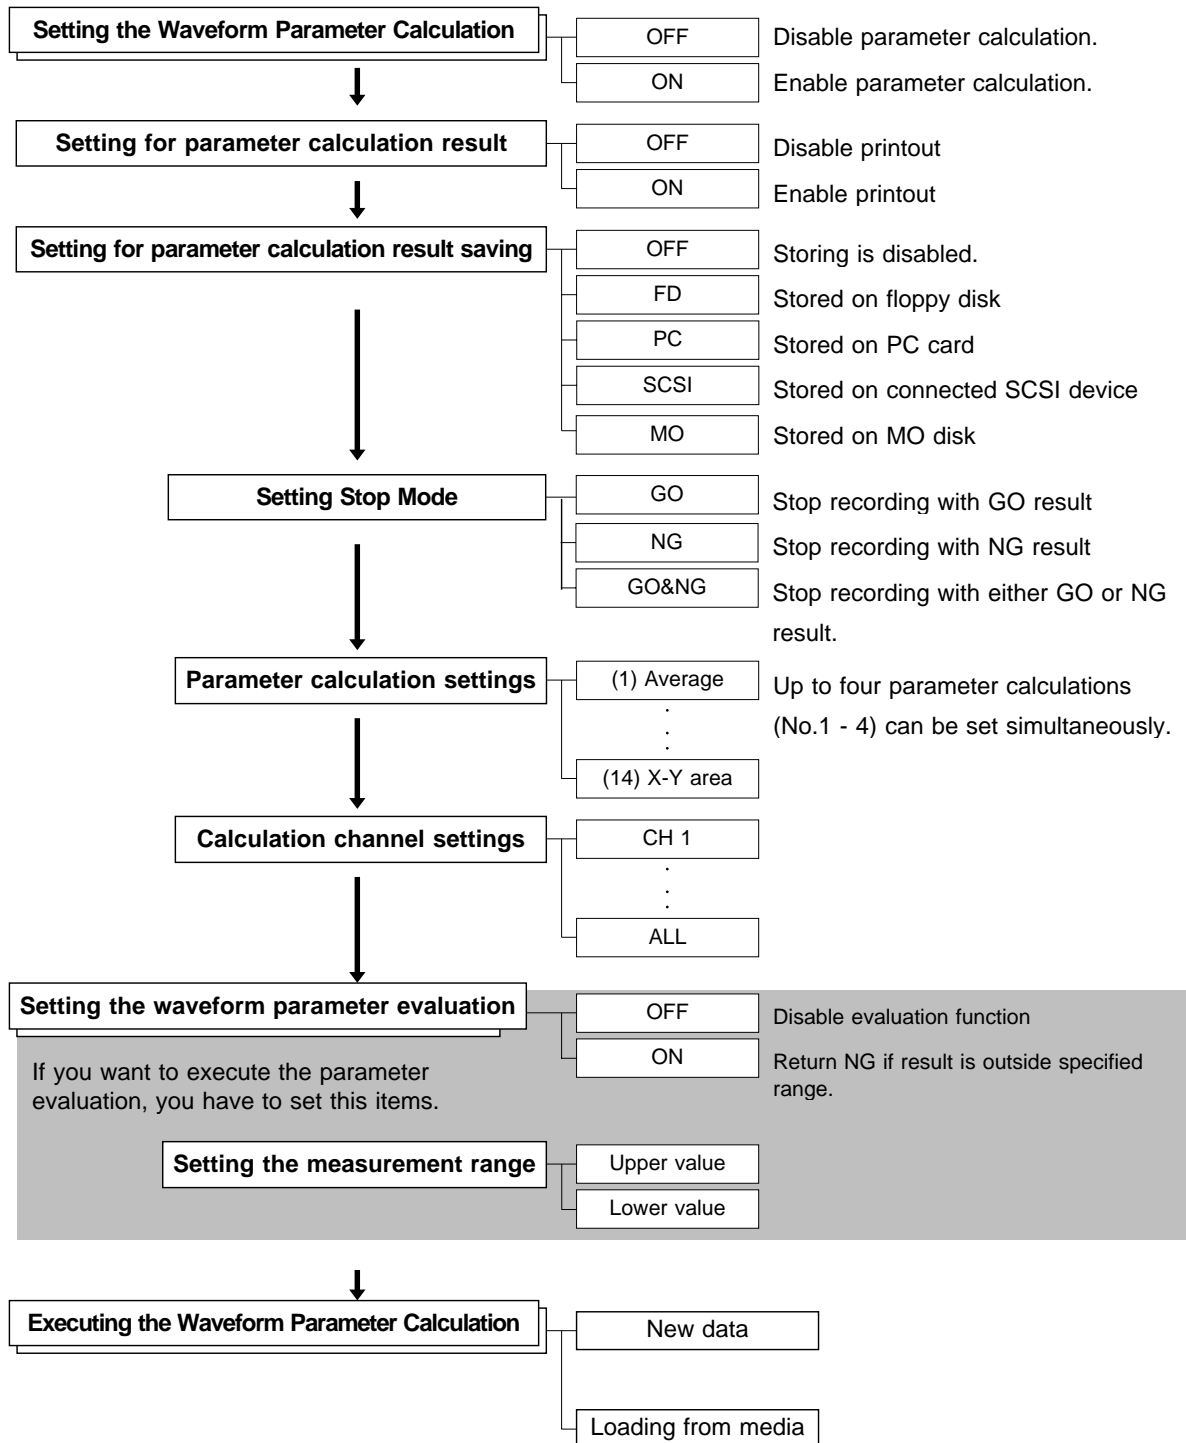 Setting the Waveform Parameter Calculation
OFF
Disable parameter calculation.
ON
Enable parameter calculation.
Setting for parameter calculation result
OFF
Disable printout
ON
Enable printout
Setting for parameter calculation result saving
OFF
Storing is disabled.
FD
Stored on floppy disk
PC
Stored on PC card
SCSI
Stored on connected SCSI device
MO
Stored on MO disk
Setting Stop Mode
GO
Stop recording with GO result
NG
Stop recording with NG result
GO&NG
Stop recording with either GO or NG
result.
Parameter calculation settings
(1) Average
Up to four parameter calculations
(No.1 - 4) can be set simultaneously.
(14) X-Y area
Calculation channel settings
CH 1
ALL
Setting the waveform parameter evaluation
OFF
Disable evaluation function
ON
Return NG if result is outside specified
range.
If you want to execute the parameter
evaluation, you have to set this items.
Setting the measurement range
Upper value
Lower value
Executing the Waveform Parameter Calculation
New data
Loading from media